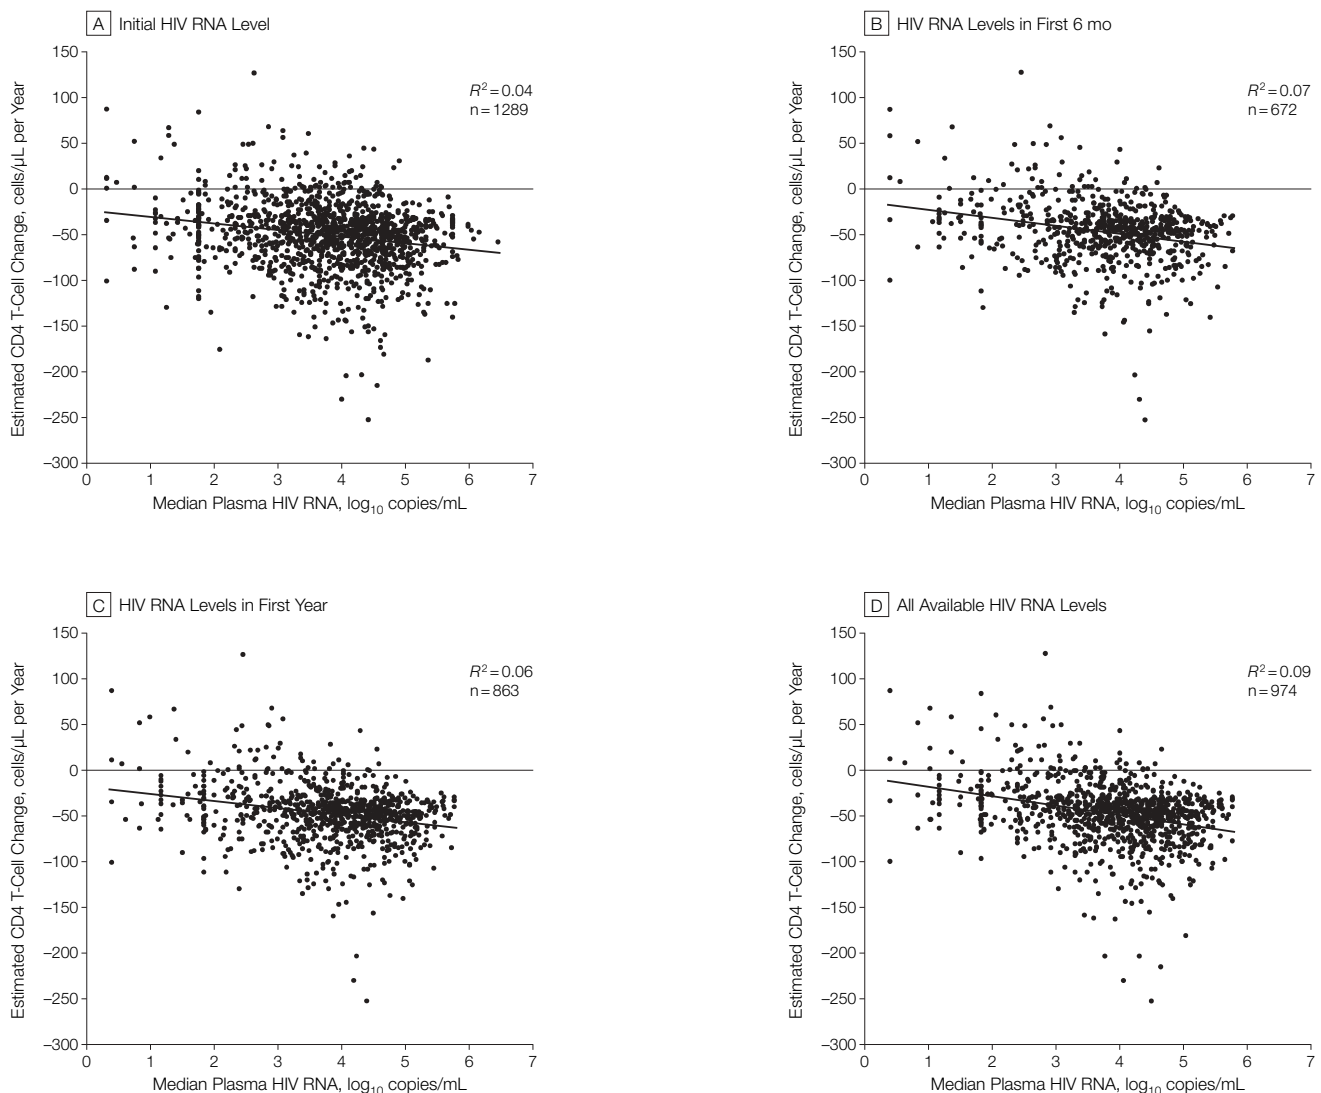 A Initial HIV RNA Level
150
100
50
0
–50
–100
–150
–200
–250
–300
Estimated CD4 T-Cell Change, cells/µL per Year
R² = 0.04
n = 1289
0 1 2 3 4 5 6 7
Median Plasma HIV RNA, log₁₀ copies/mL
B HIV RNA Levels in First 6 mo
150
100
50
0
–50
–100
–150
–200
–250
–300
Estimated CD4 T-Cell Change, cells/µL per Year
R² = 0.07
n = 672
0 1 2 3 4 5 6 7
Median Plasma HIV RNA, log₁₀ copies/mL
C HIV RNA Levels in First Year
150
100
50
0
–50
–100
–150
–200
–250
–300
Estimated CD4 T-Cell Change, cells/µL per Year
R² = 0.06
n = 863
0 1 2 3 4 5 6 7
Median Plasma HIV RNA, log₁₀ copies/mL
D All Available HIV RNA Levels
150
100
50
0
–50
–100
–150
–200
–250
–300
Estimated CD4 T-Cell Change, cells/µL per Year
R² = 0.09
n = 974
0 1 2 3 4 5 6 7
Median Plasma HIV RNA, log₁₀ copies/mL